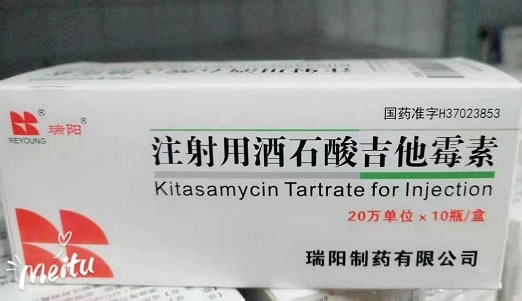 国药准字H37023853
REYOUNG
瑞阳®
注射用酒石酸吉他霉素
Kitasamycin Tartrate for Injection
20万单位 x 10瓶/盒
瑞阳制药有限公司
meitu